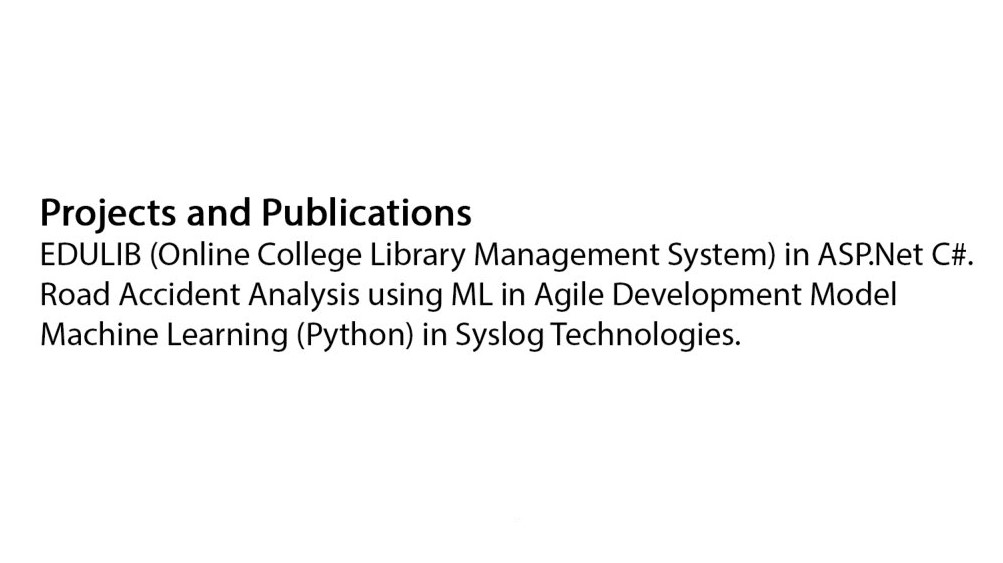 Projects and Publications
EDULIB (Online College Library Management System) in ASP.Net C#.
Road Accident Analysis using ML in Agile Development Model
Machine Learning (Python) in Syslog Technologies.